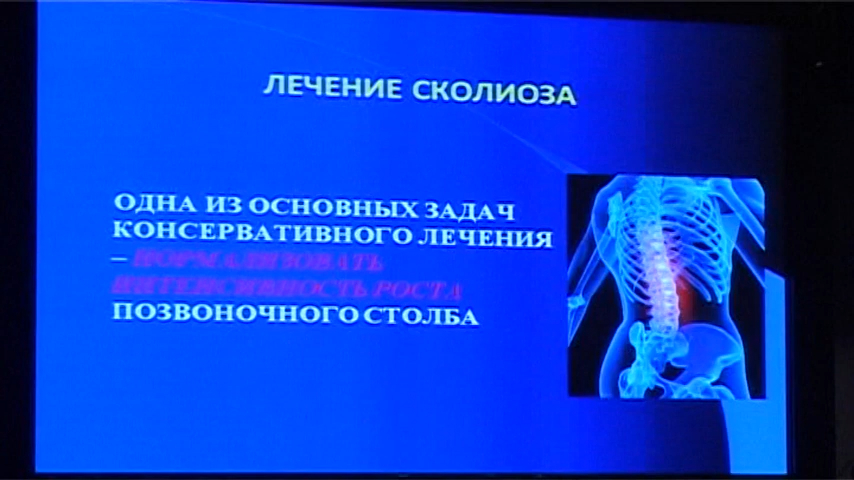 ЛЕЧЕНИЕ СКОЛИОЗА
ОДНА ИЗ ОСНОВНЫХ ЗАДАЧ
КОНСЕРВАТИВНОГО ЛЕЧЕНИЯ
– НОРМАЛИЗОВАТЬ
ИНТЕНСИВНОСТЬ РОСТА
ПОЗВОНОЧНОГО СТОЛБА